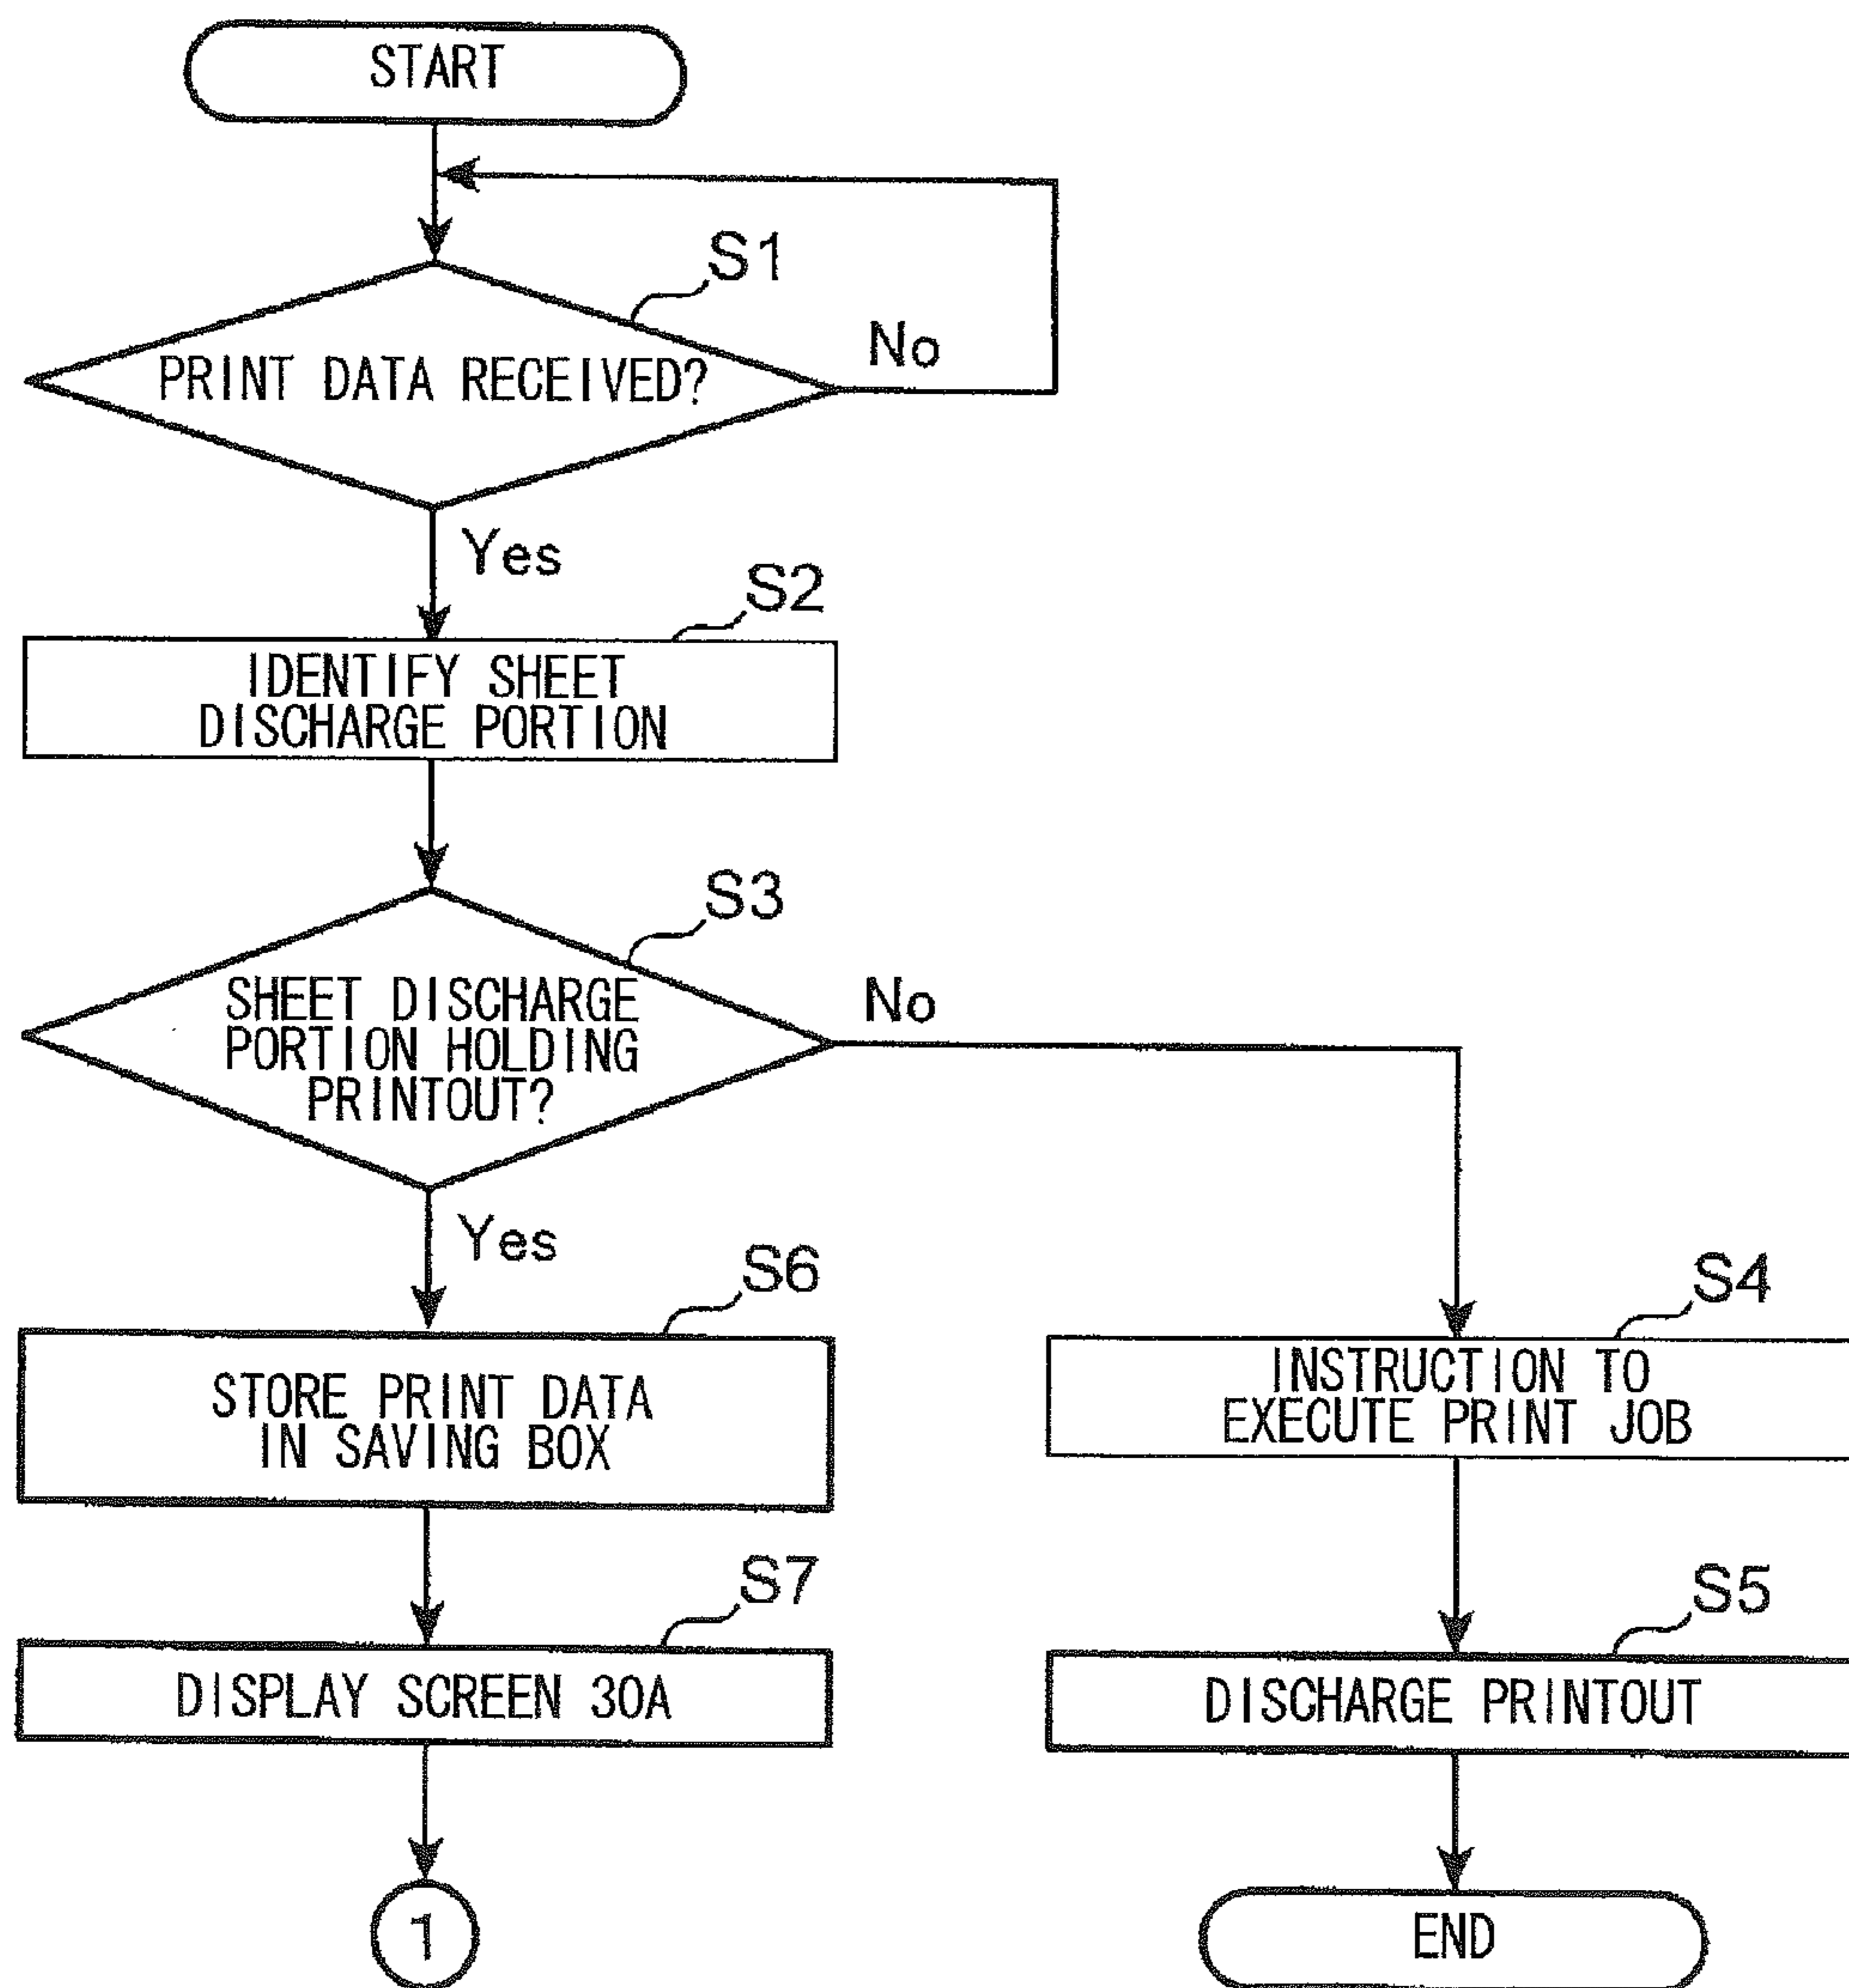 START
S1
PRINT DATA RECEIVED?
No
Yes
S2
IDENTIFY SHEET
DISCHARGE PORTION
S3
SHEET DISCHARGE
PORTION HOLDING
PRINTOUT?
No
Yes
S6
STORE PRINT DATA
IN SAVING BOX
S4
INSTRUCTION TO
EXECUTE PRINT JOB
S7
DISPLAY SCREEN 30A
S5
DISCHARGE PRINTOUT
1
END